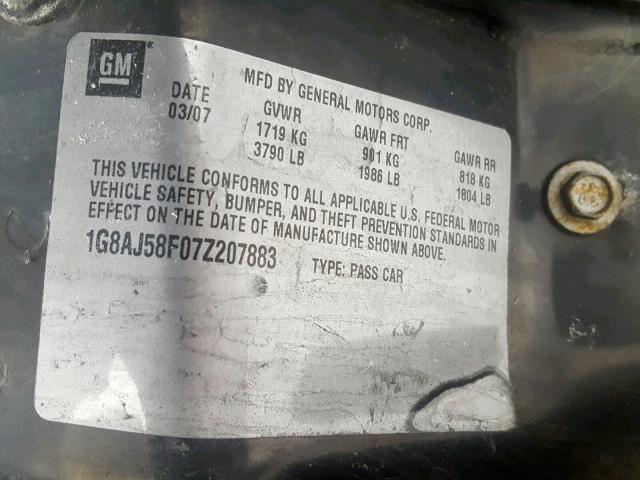 GM
MFD BY GENERAL MOTORS CORP.
DATE GVWR GAWR FRT GAWR RR
03/07 1719 KG 901 KG 818 KG
3790 LB 1986 LB 1804 LB
THIS VEHICLE CONFORMS TO ALL APPLICABLE U.S. FEDERAL MOTOR
VEHICLE SAFETY, BUMPER, AND THEFT PREVENTION STANDARDS IN
EFFECT ON THE DATE OF MANUFACTURE SHOWN ABOVE.
1G8AJ58F07Z207883 TYPE: PASS CAR